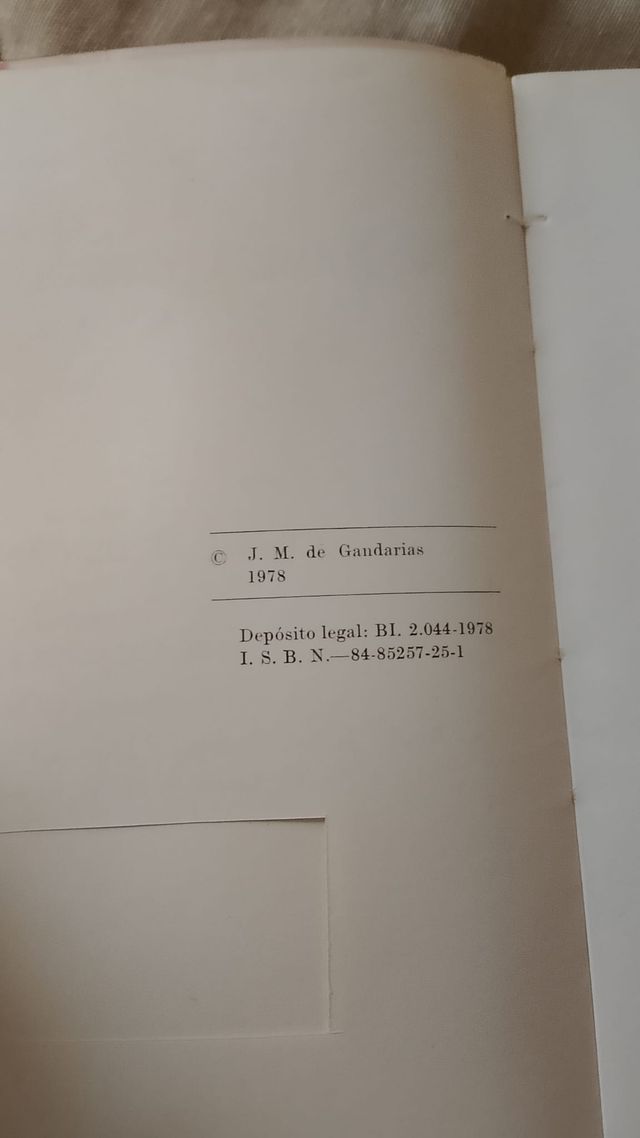 © J. M. de Gandarias
1978
Depósito legal: BI. 2.044-1978
I. S. B. N.—84-85257-25-1